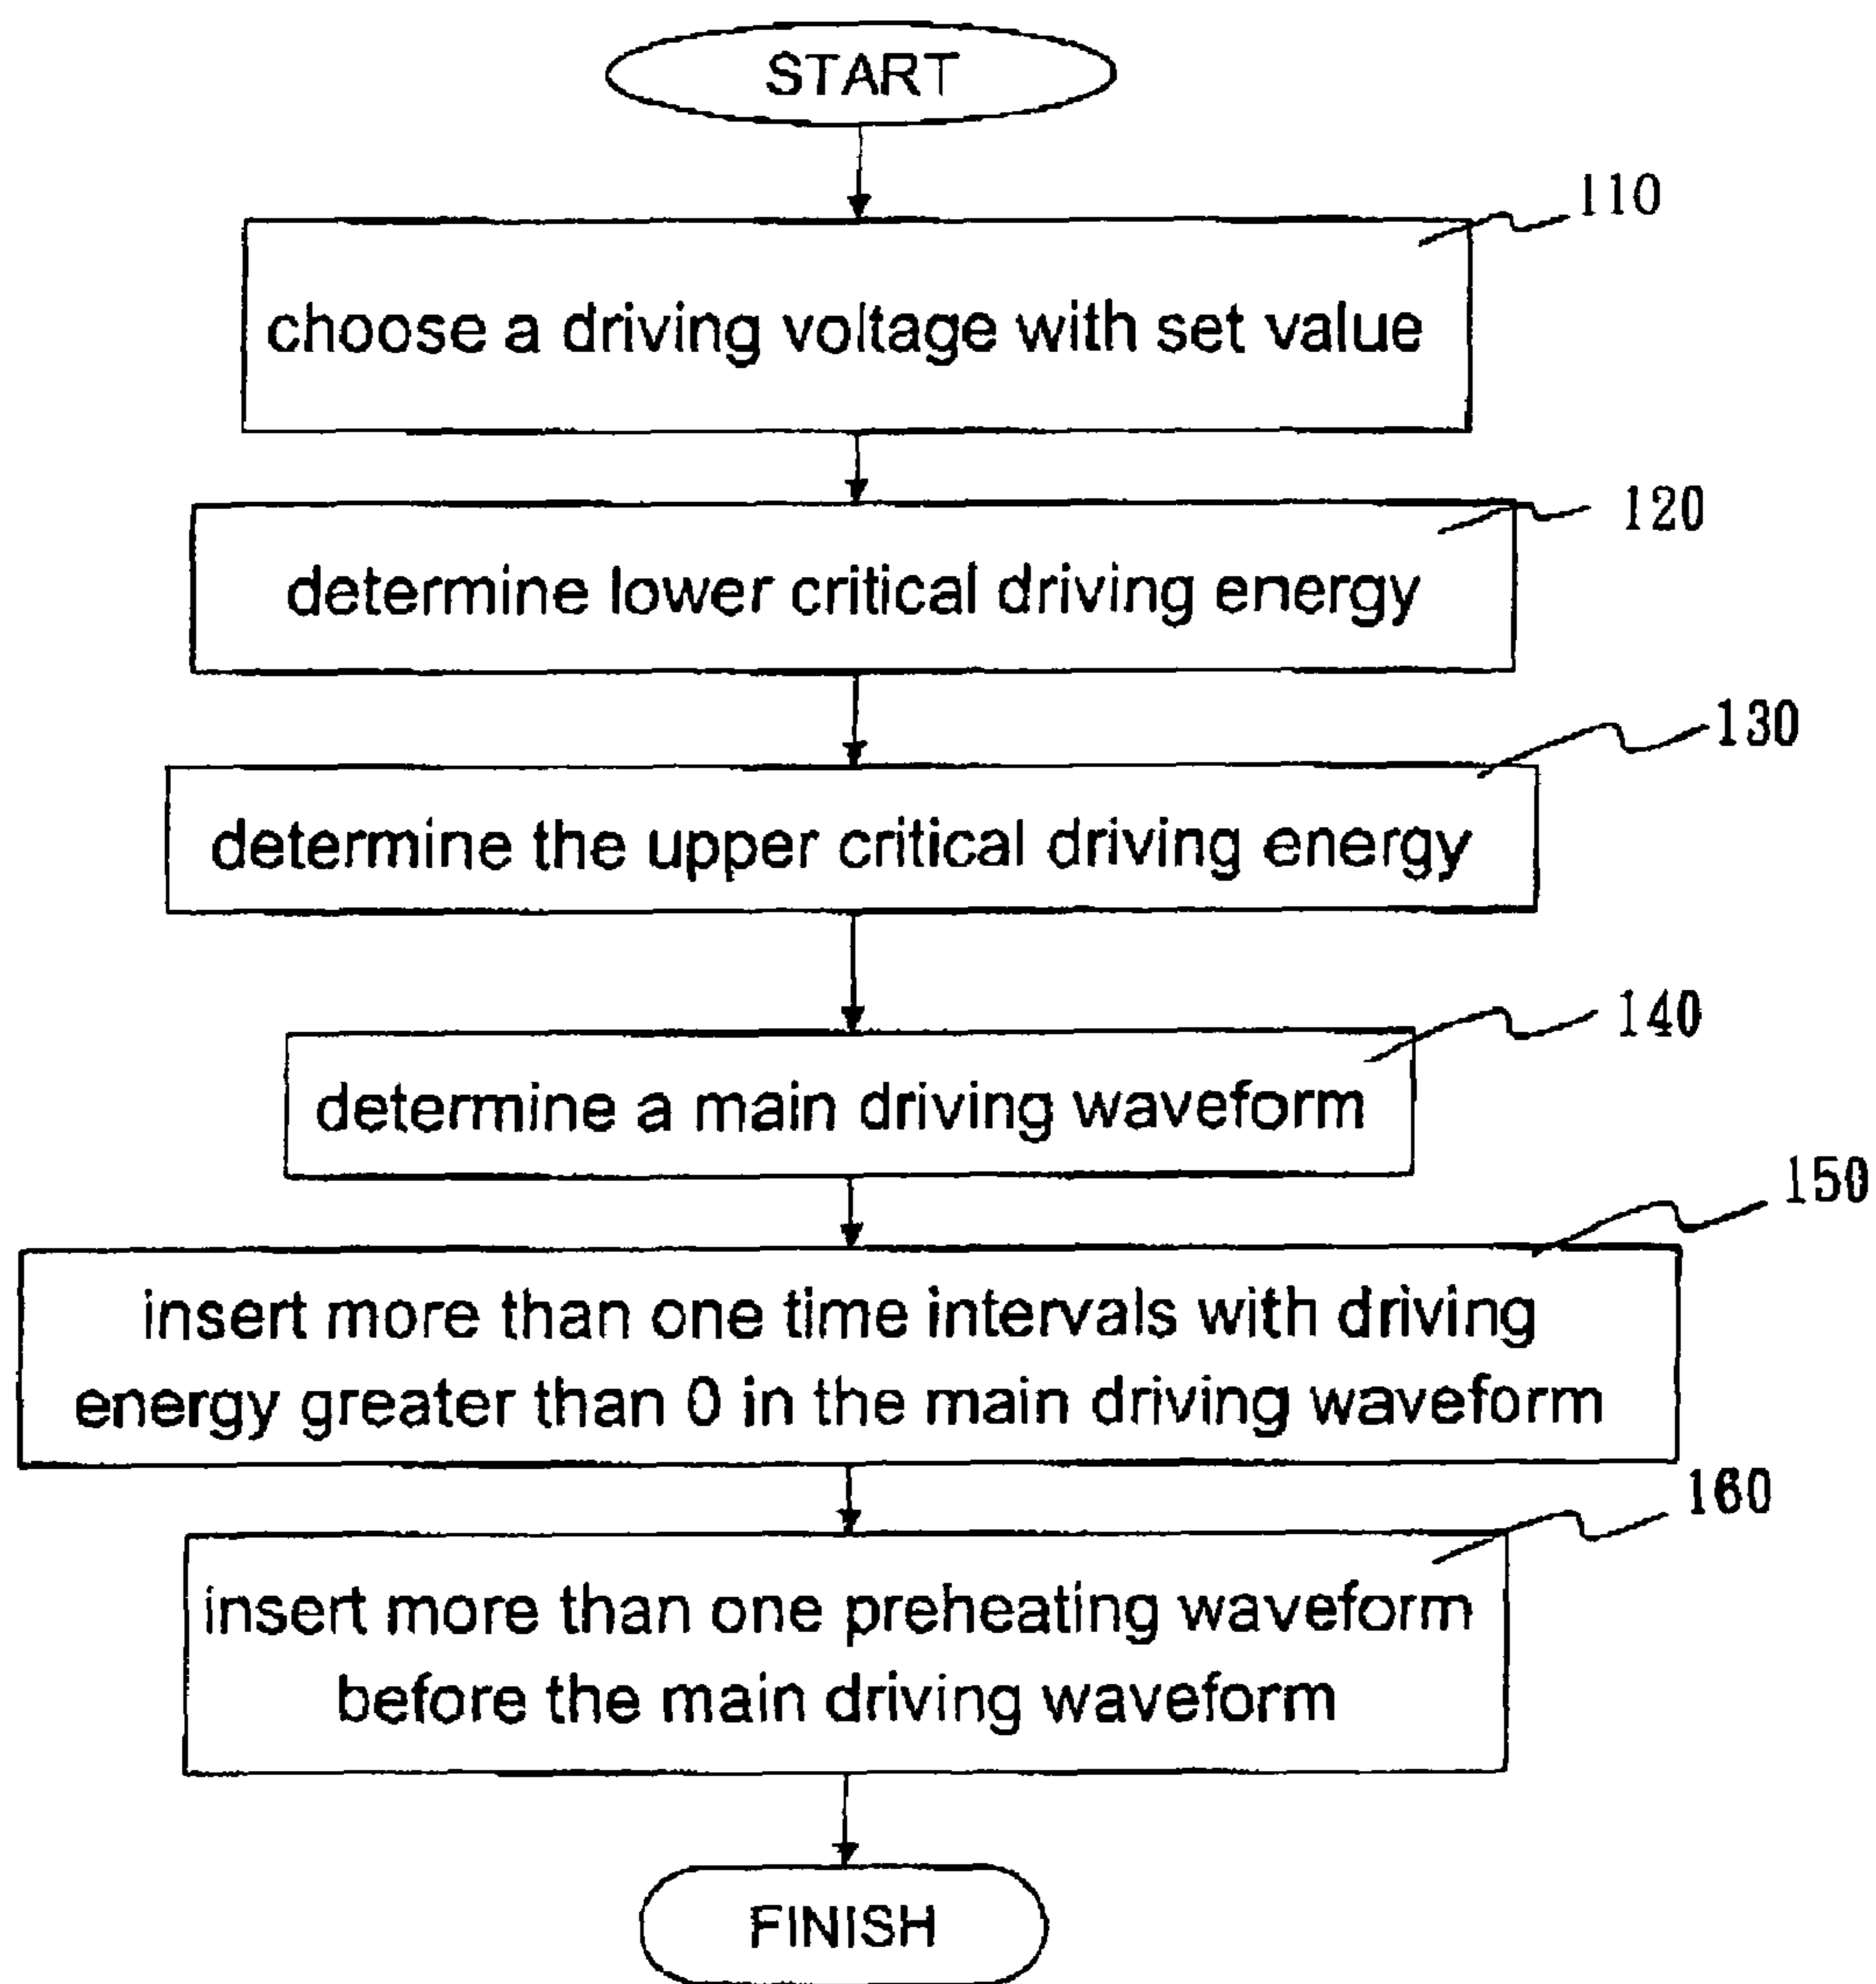 START
110
choose a driving voltage with set value
120
determine lower critical driving energy
130
determine the upper critical driving energy
140
determine a main driving waveform
150
insert more than one time intervals with driving
energy greater than 0 in the main driving waveform
160
insert more than one preheating waveform
before the main driving waveform
FINISH